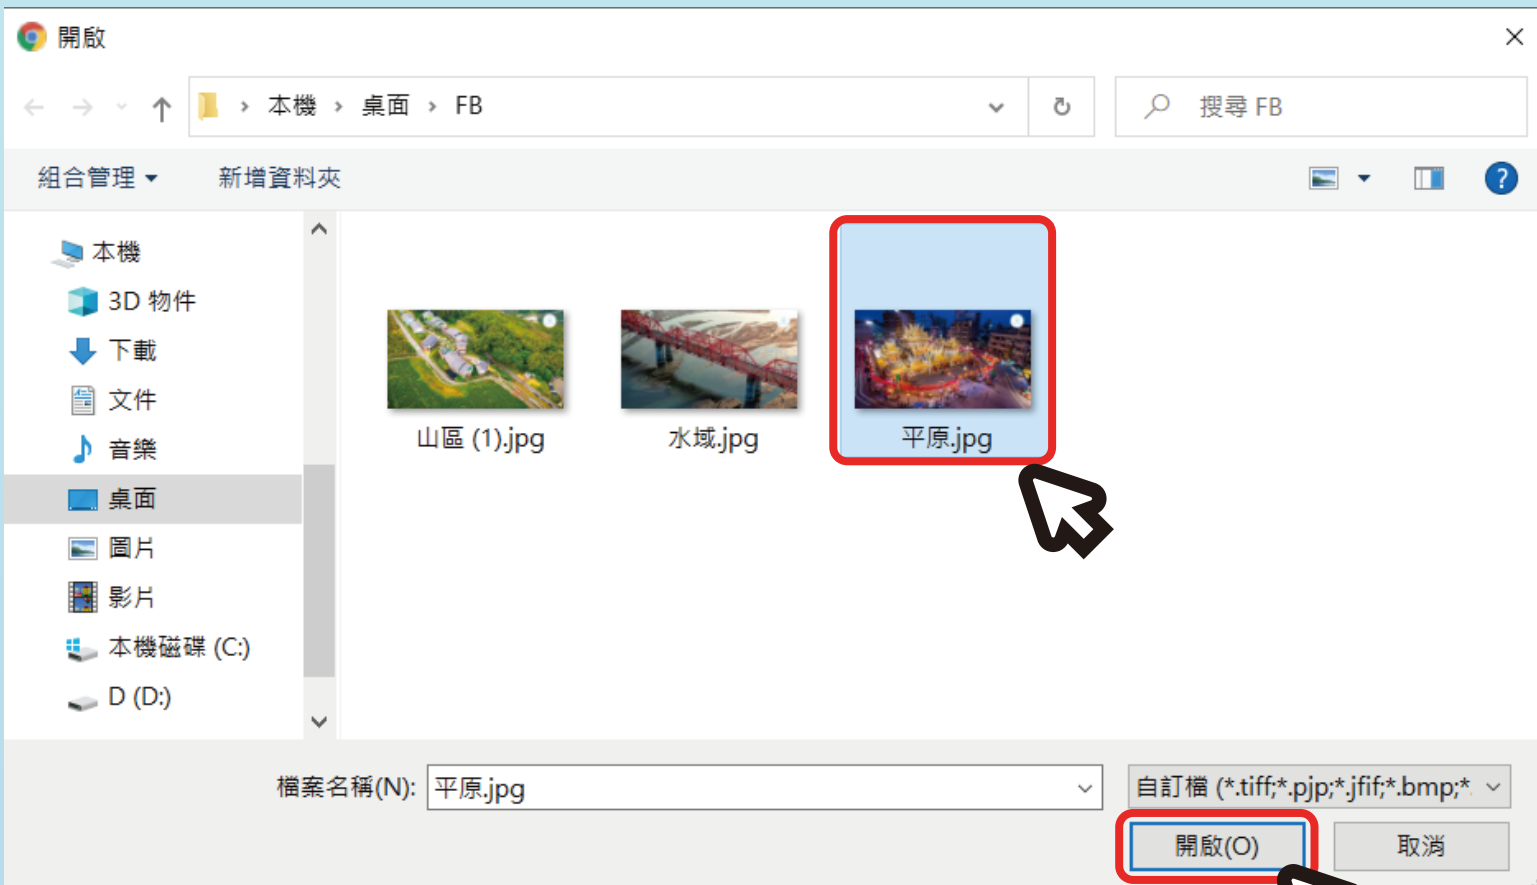 開啟
本機 › 桌面 › FB
搜尋 FB
組合管理
新增資料夾
本機
3D 物件
下載
文件
音樂
桌面
圖片
影片
本機磁碟 (C:)
D (D:)
山區 (1).jpg
水域.jpg
平原.jpg
檔案名稱(N):
平原.jpg
自訂檔 (*.tiff;*.pjp;*.jfif;*.bmp;*.
開啟(O)
取消